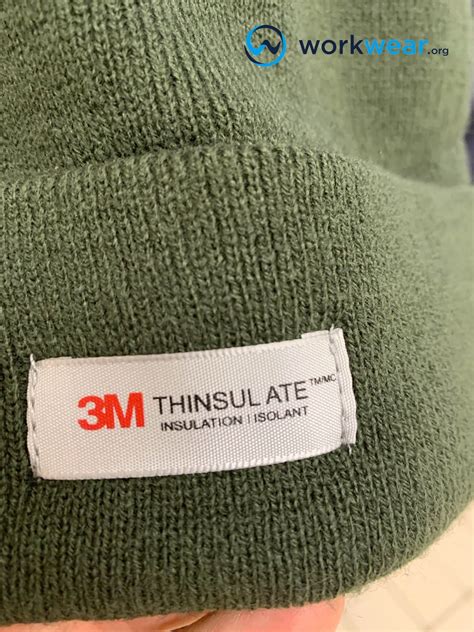 workwear.org
3M THINSULATE™/MC
INSULATION | ISOLANT